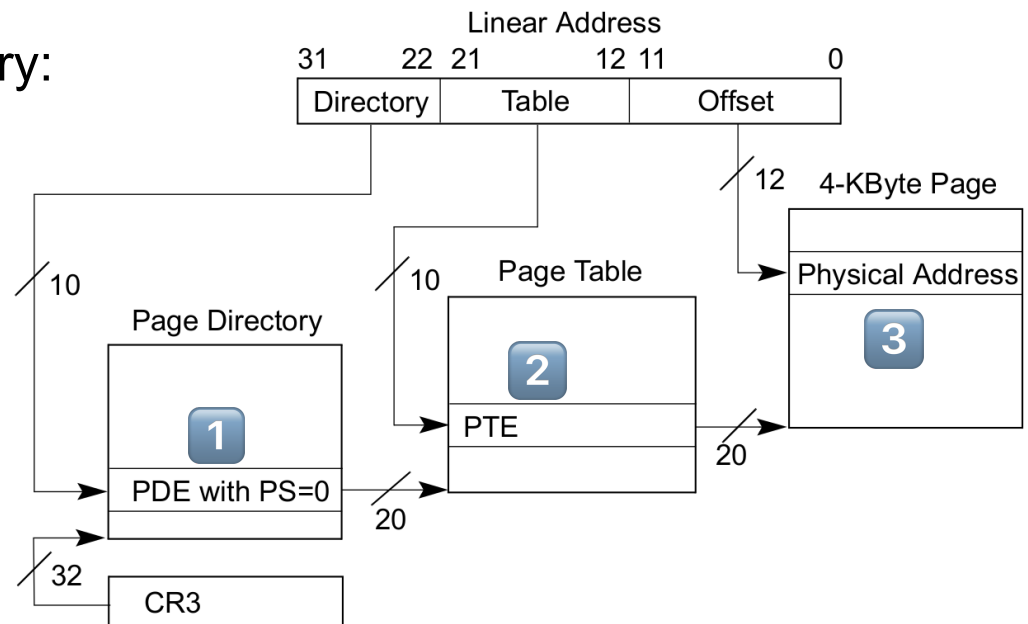 ry:
Linear Address
31 22 21 12 11 0
Directory Table Offset
12
4-KByte Page
Physical Address
3
10
10
Page Table
2
PTE
20
Page Directory
1
PDE with PS=0
20
32
CR3